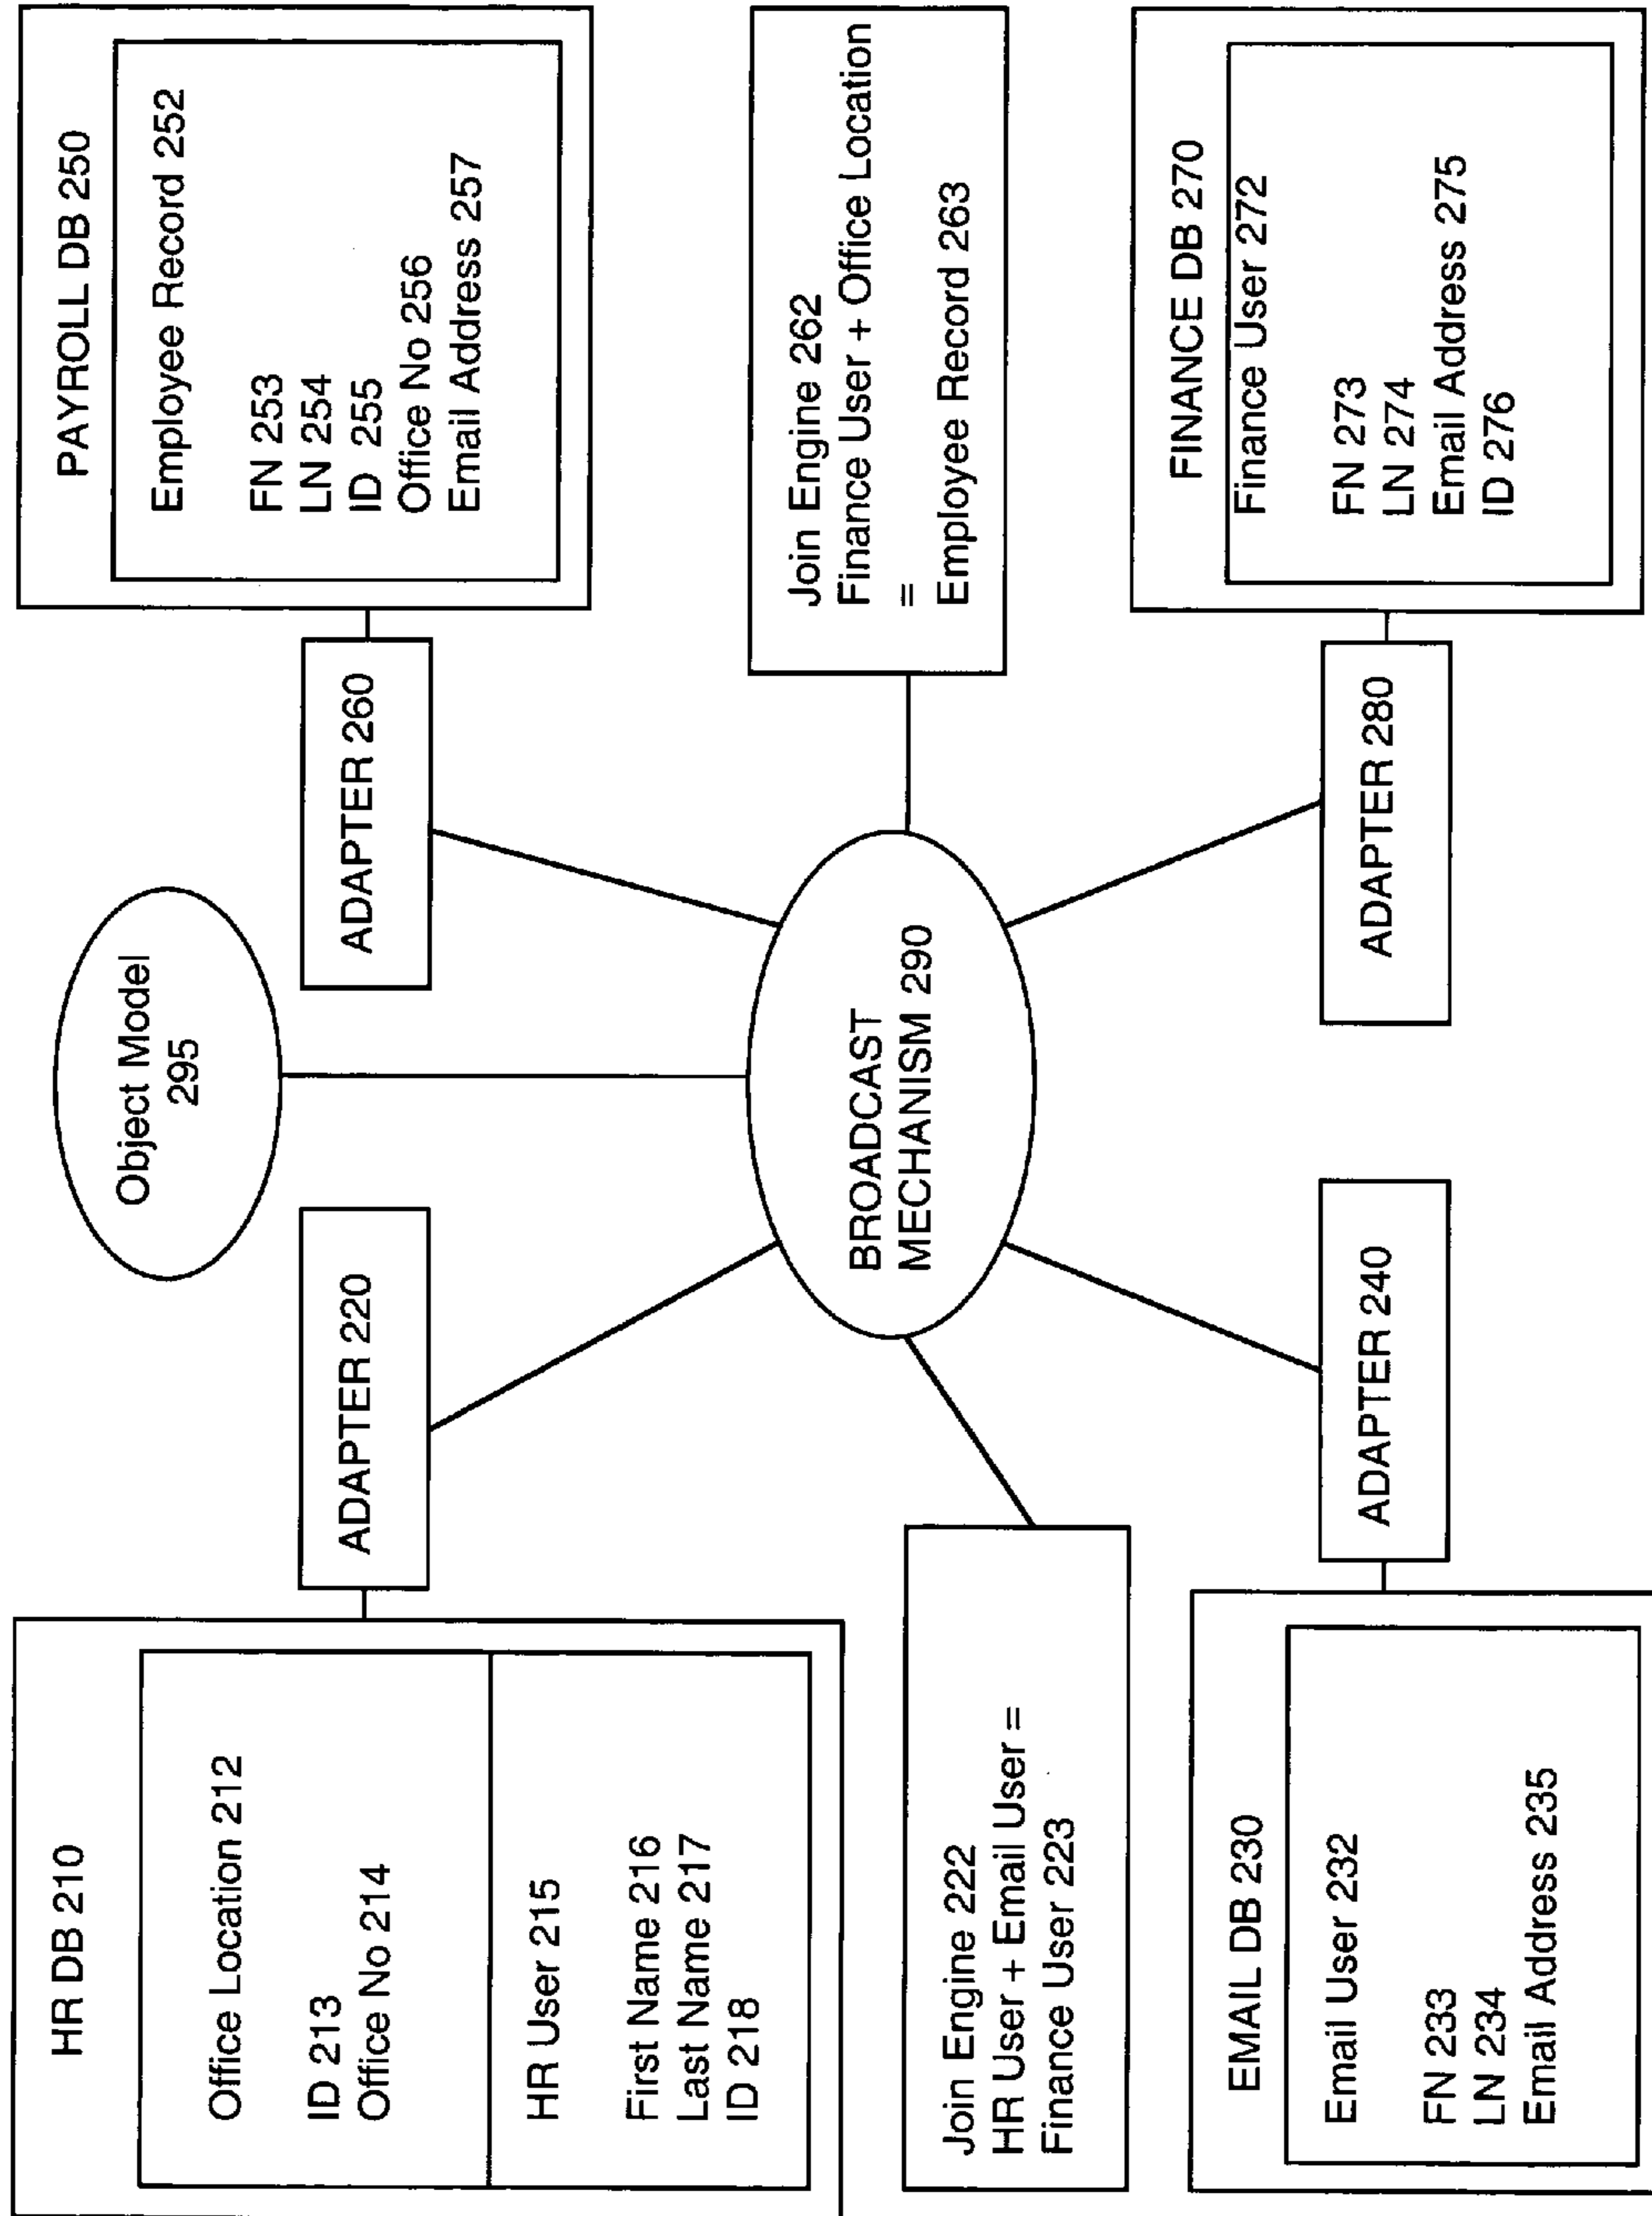 HR DB 210
Office Location 212
ID 213
Office No 214
HR User 215
First Name 216
Last Name 217
ID 218
ADAPTER 220
Object Model
295
ADAPTER 260
PAYROLL DB 250
Employee Record 252
FN 253
LN 254
ID 255
Office No 256
Email Address 257
Join Engine 222
HR User + Email User =
Finance User 223
BROADCAST
MECHANISM 290
Join Engine 262
Finance User + Office Location
=
Employee Record 263
EMAIL DB 230
Email User 232
FN 233
LN 234
Email Address 235
ADAPTER 240
ADAPTER 280
FINANCE DB 270
Finance User 272
FN 273
LN 274
Email Address 275
ID 276